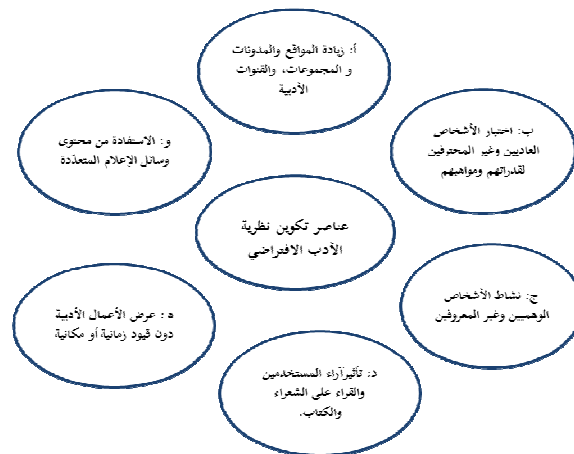 أ: زيادة المواقع والمدونات
و المجموعات، والقنوات
الأدبية
ب: اختبار الأشخاص
العاديين وغير المحترفين
لقدراتهم ومواهبهم
ج: نشاط الأشخاص
الوهميين وغير المعروفين
د: تأثيرآراء المستخدمين
والقراء على الشعراء
والكتاب.
ه: عرض الأعمال الأدبية
دون قيود زمانية أو مكانية
و: الاستفادة من محتوى
وسائل الإعلام المتعددة
عناصر تكوين نظرية
الأدب الافتراضي